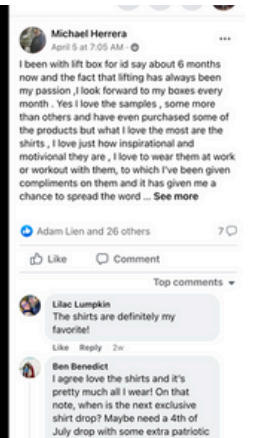 Michael Herrera
April 5 at 7:05 AM ·
I been with lift box for id say about 6 months
now and the fact that lifting has always been
my passion ,I look forward to my boxes every
month . Yes I love the samples , some more
than others and have even purchased some of
the products but what I love the most are the
shirts , I love just how inspirational and
motivional they are , I love to wear them at work
or workout with them, to which I've been given
compliments on them and it has given me a
chance to spread the word ... See more
Adam Lien and 26 others 7
Like Comment
Top comments
Lilac Lumpkin
The shirts are definitely my
favorite!
Like Reply 2w
Ben Benedict
I agree love the shirts and it's
pretty much all I wear! On that
note, when is the next exclusive
shirt drop? Maybe need a 4th of
July drop with some extra patriotic